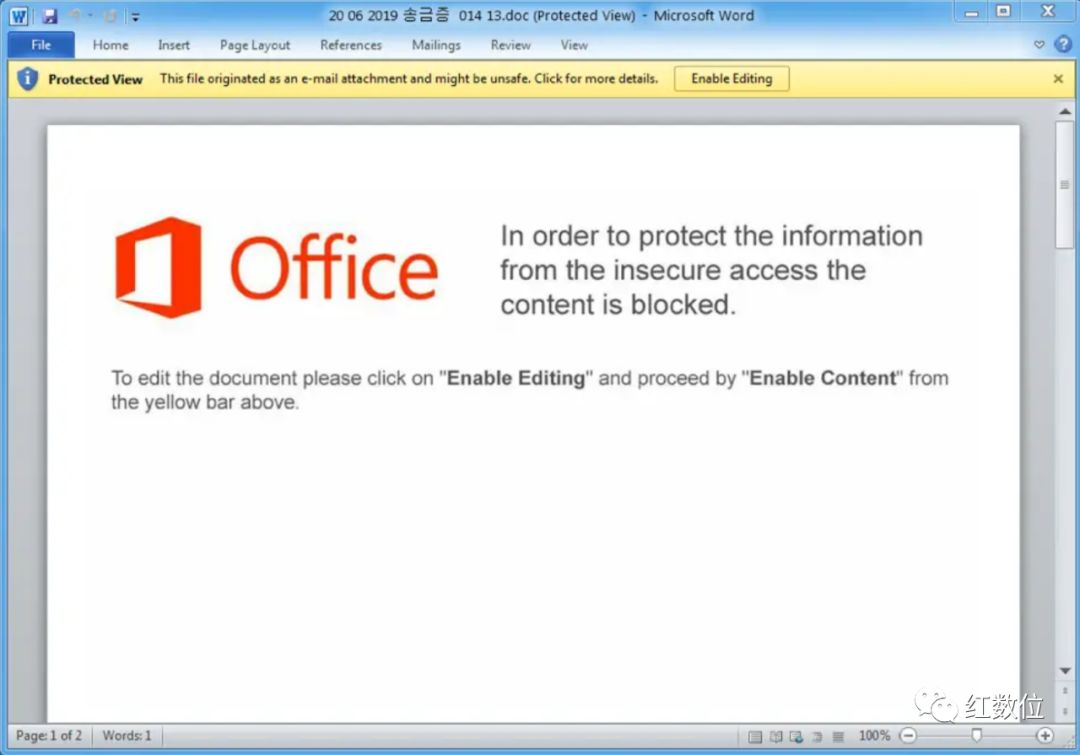 20 06 2019 송금증 014 13.doc (Protected View) - Microsoft Word
File Home Insert Page Layout References Mailings Review View
Protected View This file originated as an e-mail attachment and might be unsafe. Click for more details. Enable Editing
Office
In order to protect the information
from the insecure access the
content is blocked.
To edit the document please click on "Enable Editing" and proceed by "Enable Content" from
the yellow bar above.
红数位
Page: 1 of 2 Words: 1 100%